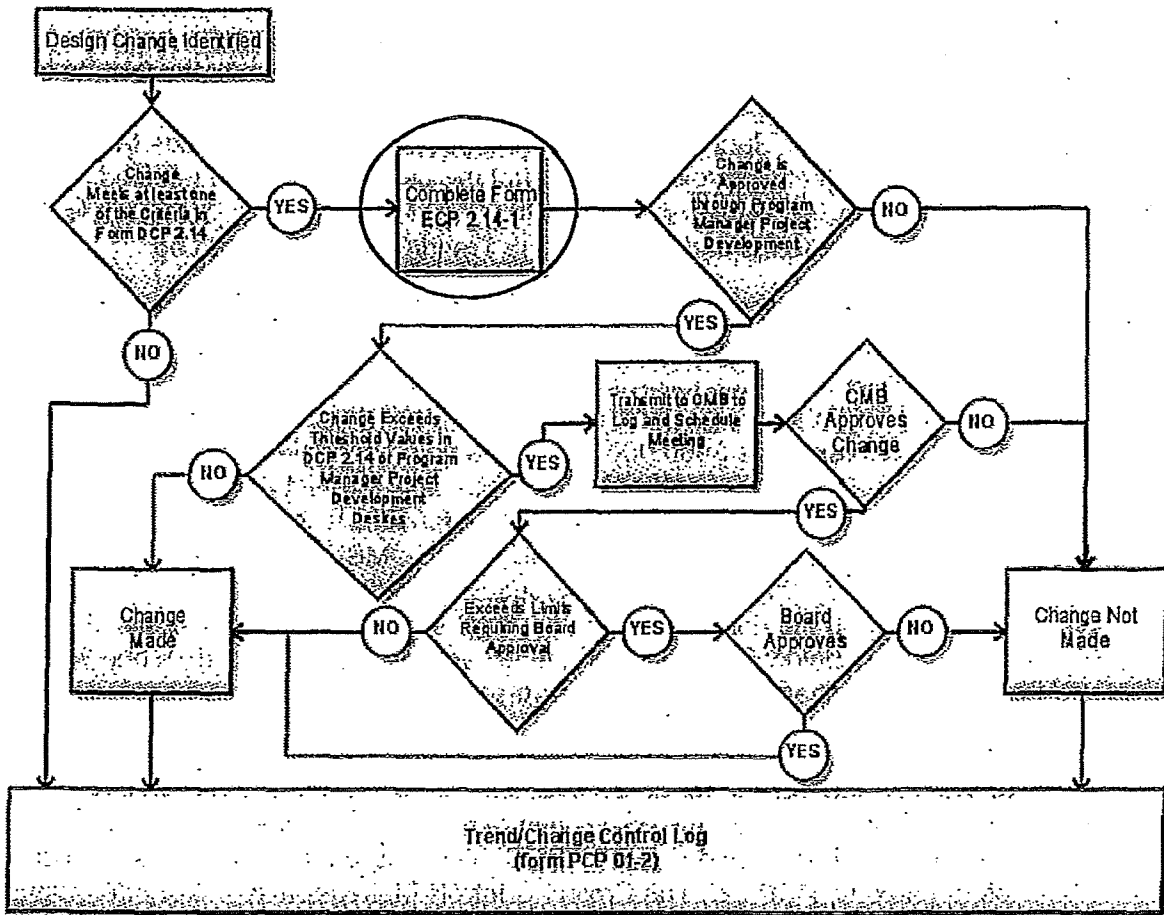 Design Change Identified
Change
Meets at least one
of the Criteria in
Form DCP 2.14
YES
Complete Form
ECP 2.14-1
Change is
Approved
through Program
Manager Project
Development
NO
NO
YES
Change Exceeds
Threshold Values in
DCP 2.14 of Program
Manager Project
Development
Deskes
NO
YES
Transmit to CMB to
Log and Schedule
Meeting
CMB
Approves
Change
NO
YES
Change
Made
NO
Exceeds Limits
Requiring Board
Approval
YES
Board
Approves
NO
Change Not
Made
YES
Trend/Change Control Log
(form PCP 01-2)